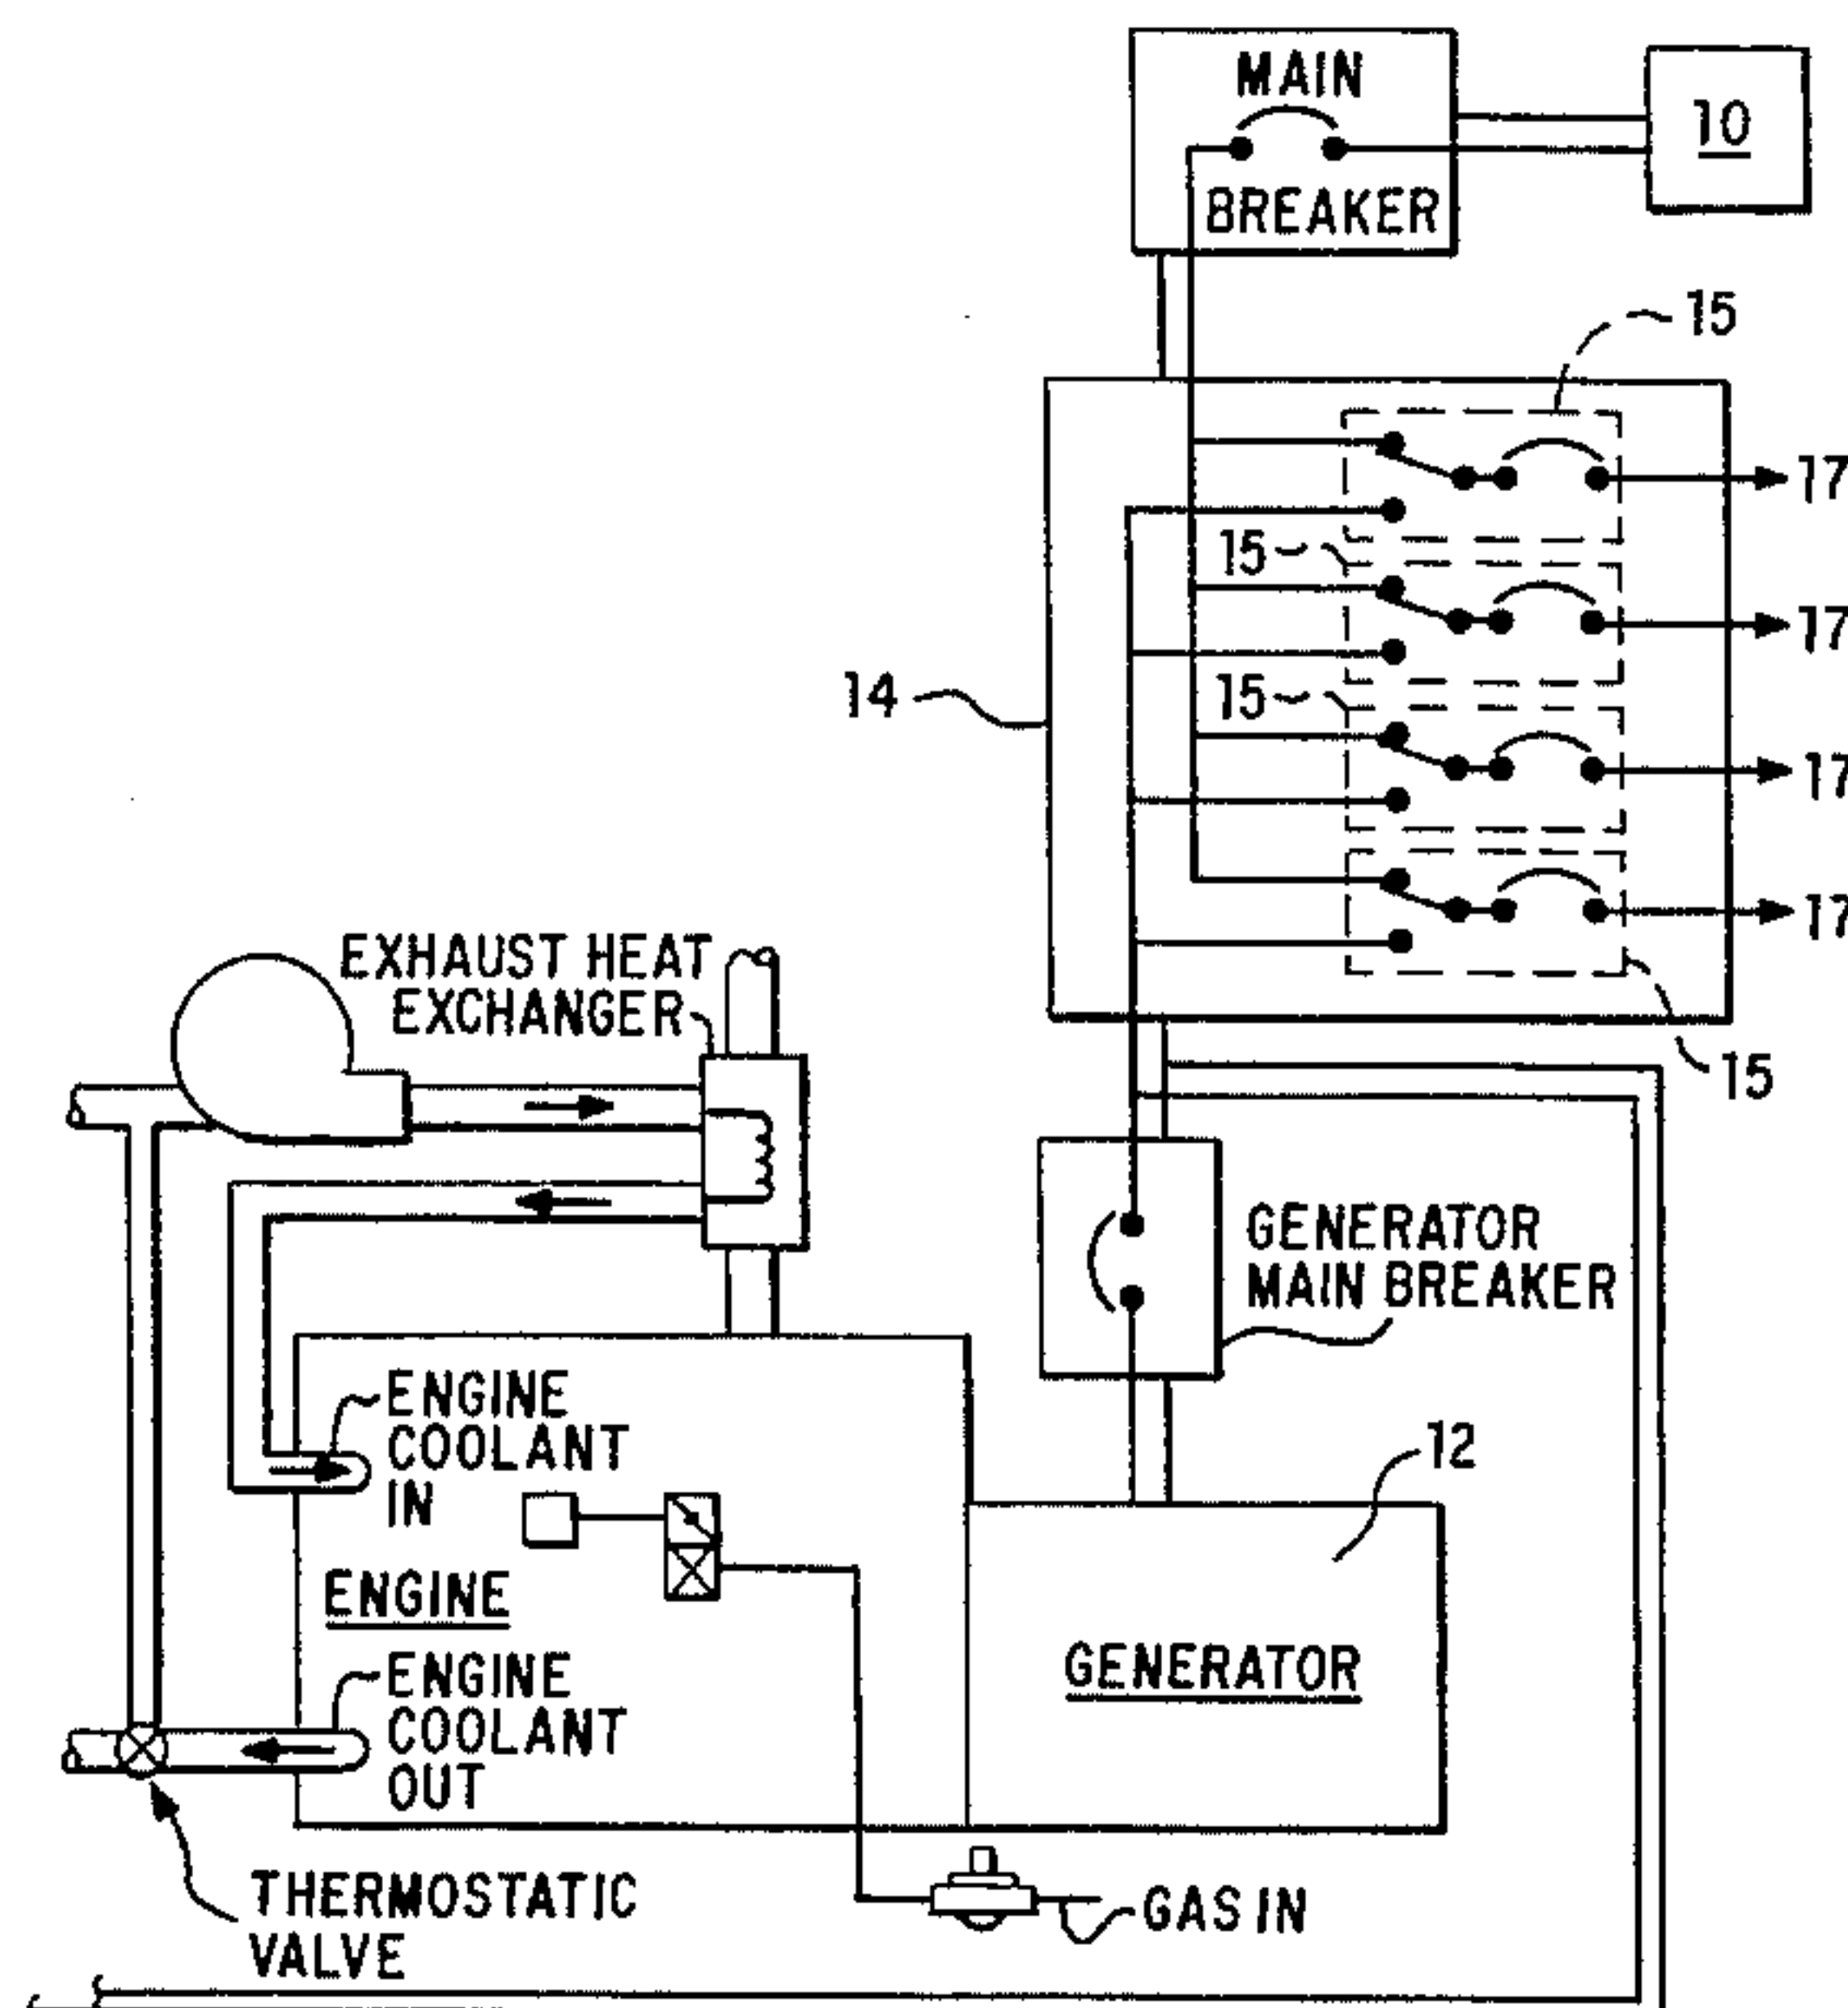 MAIN
BREAKER
10
15
17
15
17
15
14
17
17
15
EXHAUST HEAT
EXCHANGER
GENERATOR
MAIN BREAKER
ENGINE
COOLANT
IN
12
ENGINE
GENERATOR
ENGINE
COOLANT
OUT
THERMOSTATIC
VALVE
GAS IN